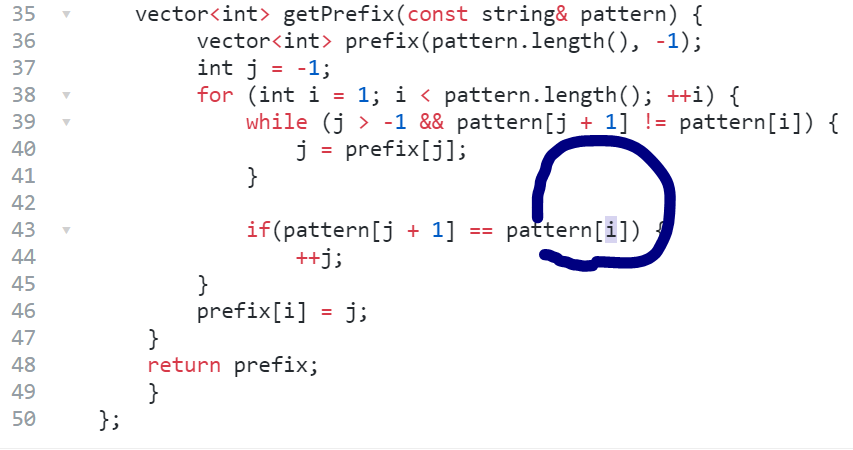 35 vector<int> getPrefix(const string& pattern) {
36 vector<int> prefix(pattern.length(), -1);
37 int j = -1;
38 for (int i = 1; i < pattern.length(); ++i) {
39 while (j > -1 && pattern[j + 1] != pattern[i]) {
40 j = prefix[j];
41 }
42
43 if(pattern[j + 1] == pattern[i]) {
44 ++j;
45 }
46 prefix[i] = j;
47 }
48 return prefix;
49 }
50 };